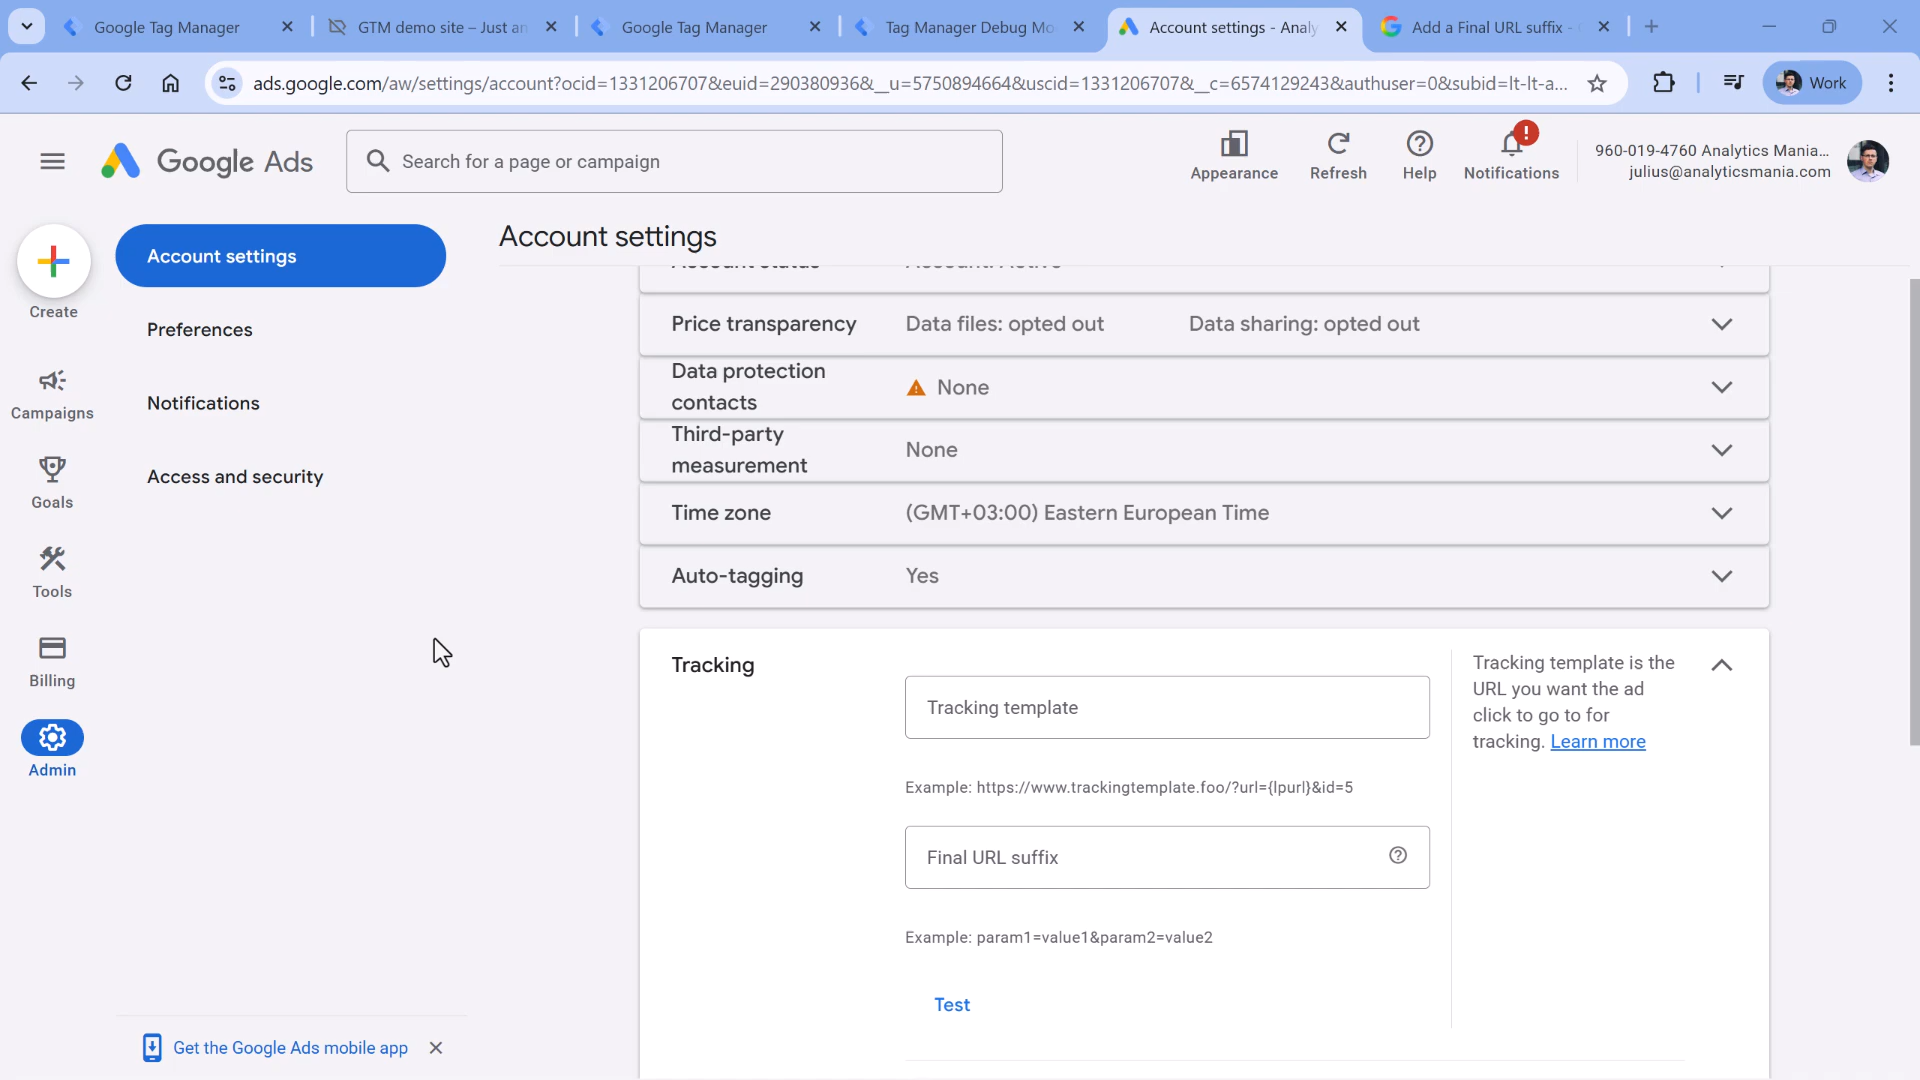 Google Tag Manager
GTM demo site – Just an
Google Tag Manager
Tag Manager Debug Mo
Account settings - Analy
Add a Final URL suffix -
ads.google.com/aw/settings/account?ocid=1331206707&euid=290380936&__u=5750894664&uscid=1331206707&__c=6574129243&authuser=0&subid=lt-lt-a...
Work
Google Ads
Search for a page or campaign
Appearance
Refresh
Help
Notifications
960-019-4760 Analytics Mania...
julius@analyticsmania.com
Create
Campaigns
Goals
Tools
Billing
Admin
Account settings
Preferences
Notifications
Access and security
Get the Google Ads mobile app
Account settings
Account status Account: Active
Price transparency Data files: opted out Data sharing: opted out
Data protection
contacts
None
Third-party
measurement
None
Time zone (GMT+03:00) Eastern European Time
Auto-tagging Yes
Tracking
Tracking template
Example: https://www.trackingtemplate.foo/?url={lpurl}&id=5
Final URL suffix
Example: param1=value1&param2=value2
Test
Tracking template is the
URL you want the ad
click to go to for
tracking. Learn more